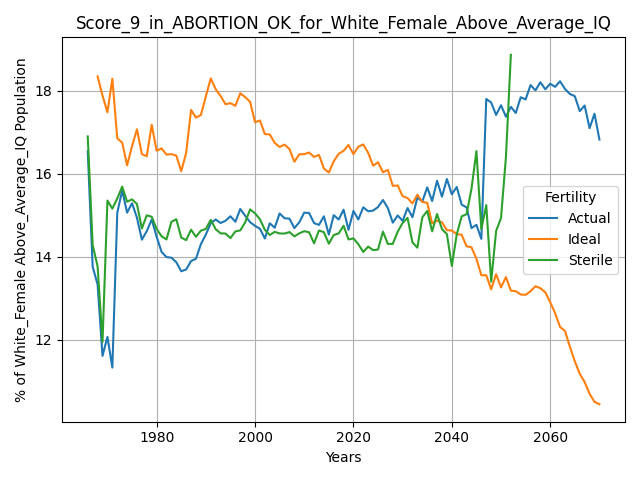 Score_9_in_ABORTION_OK_for_White_Female_Above_Average_IQ
% of White_Female Above_Average_IQ Population
18
16
14
12
Fertility
Actual
Ideal
Sterile
1980
2000
2020
2040
2060
Years